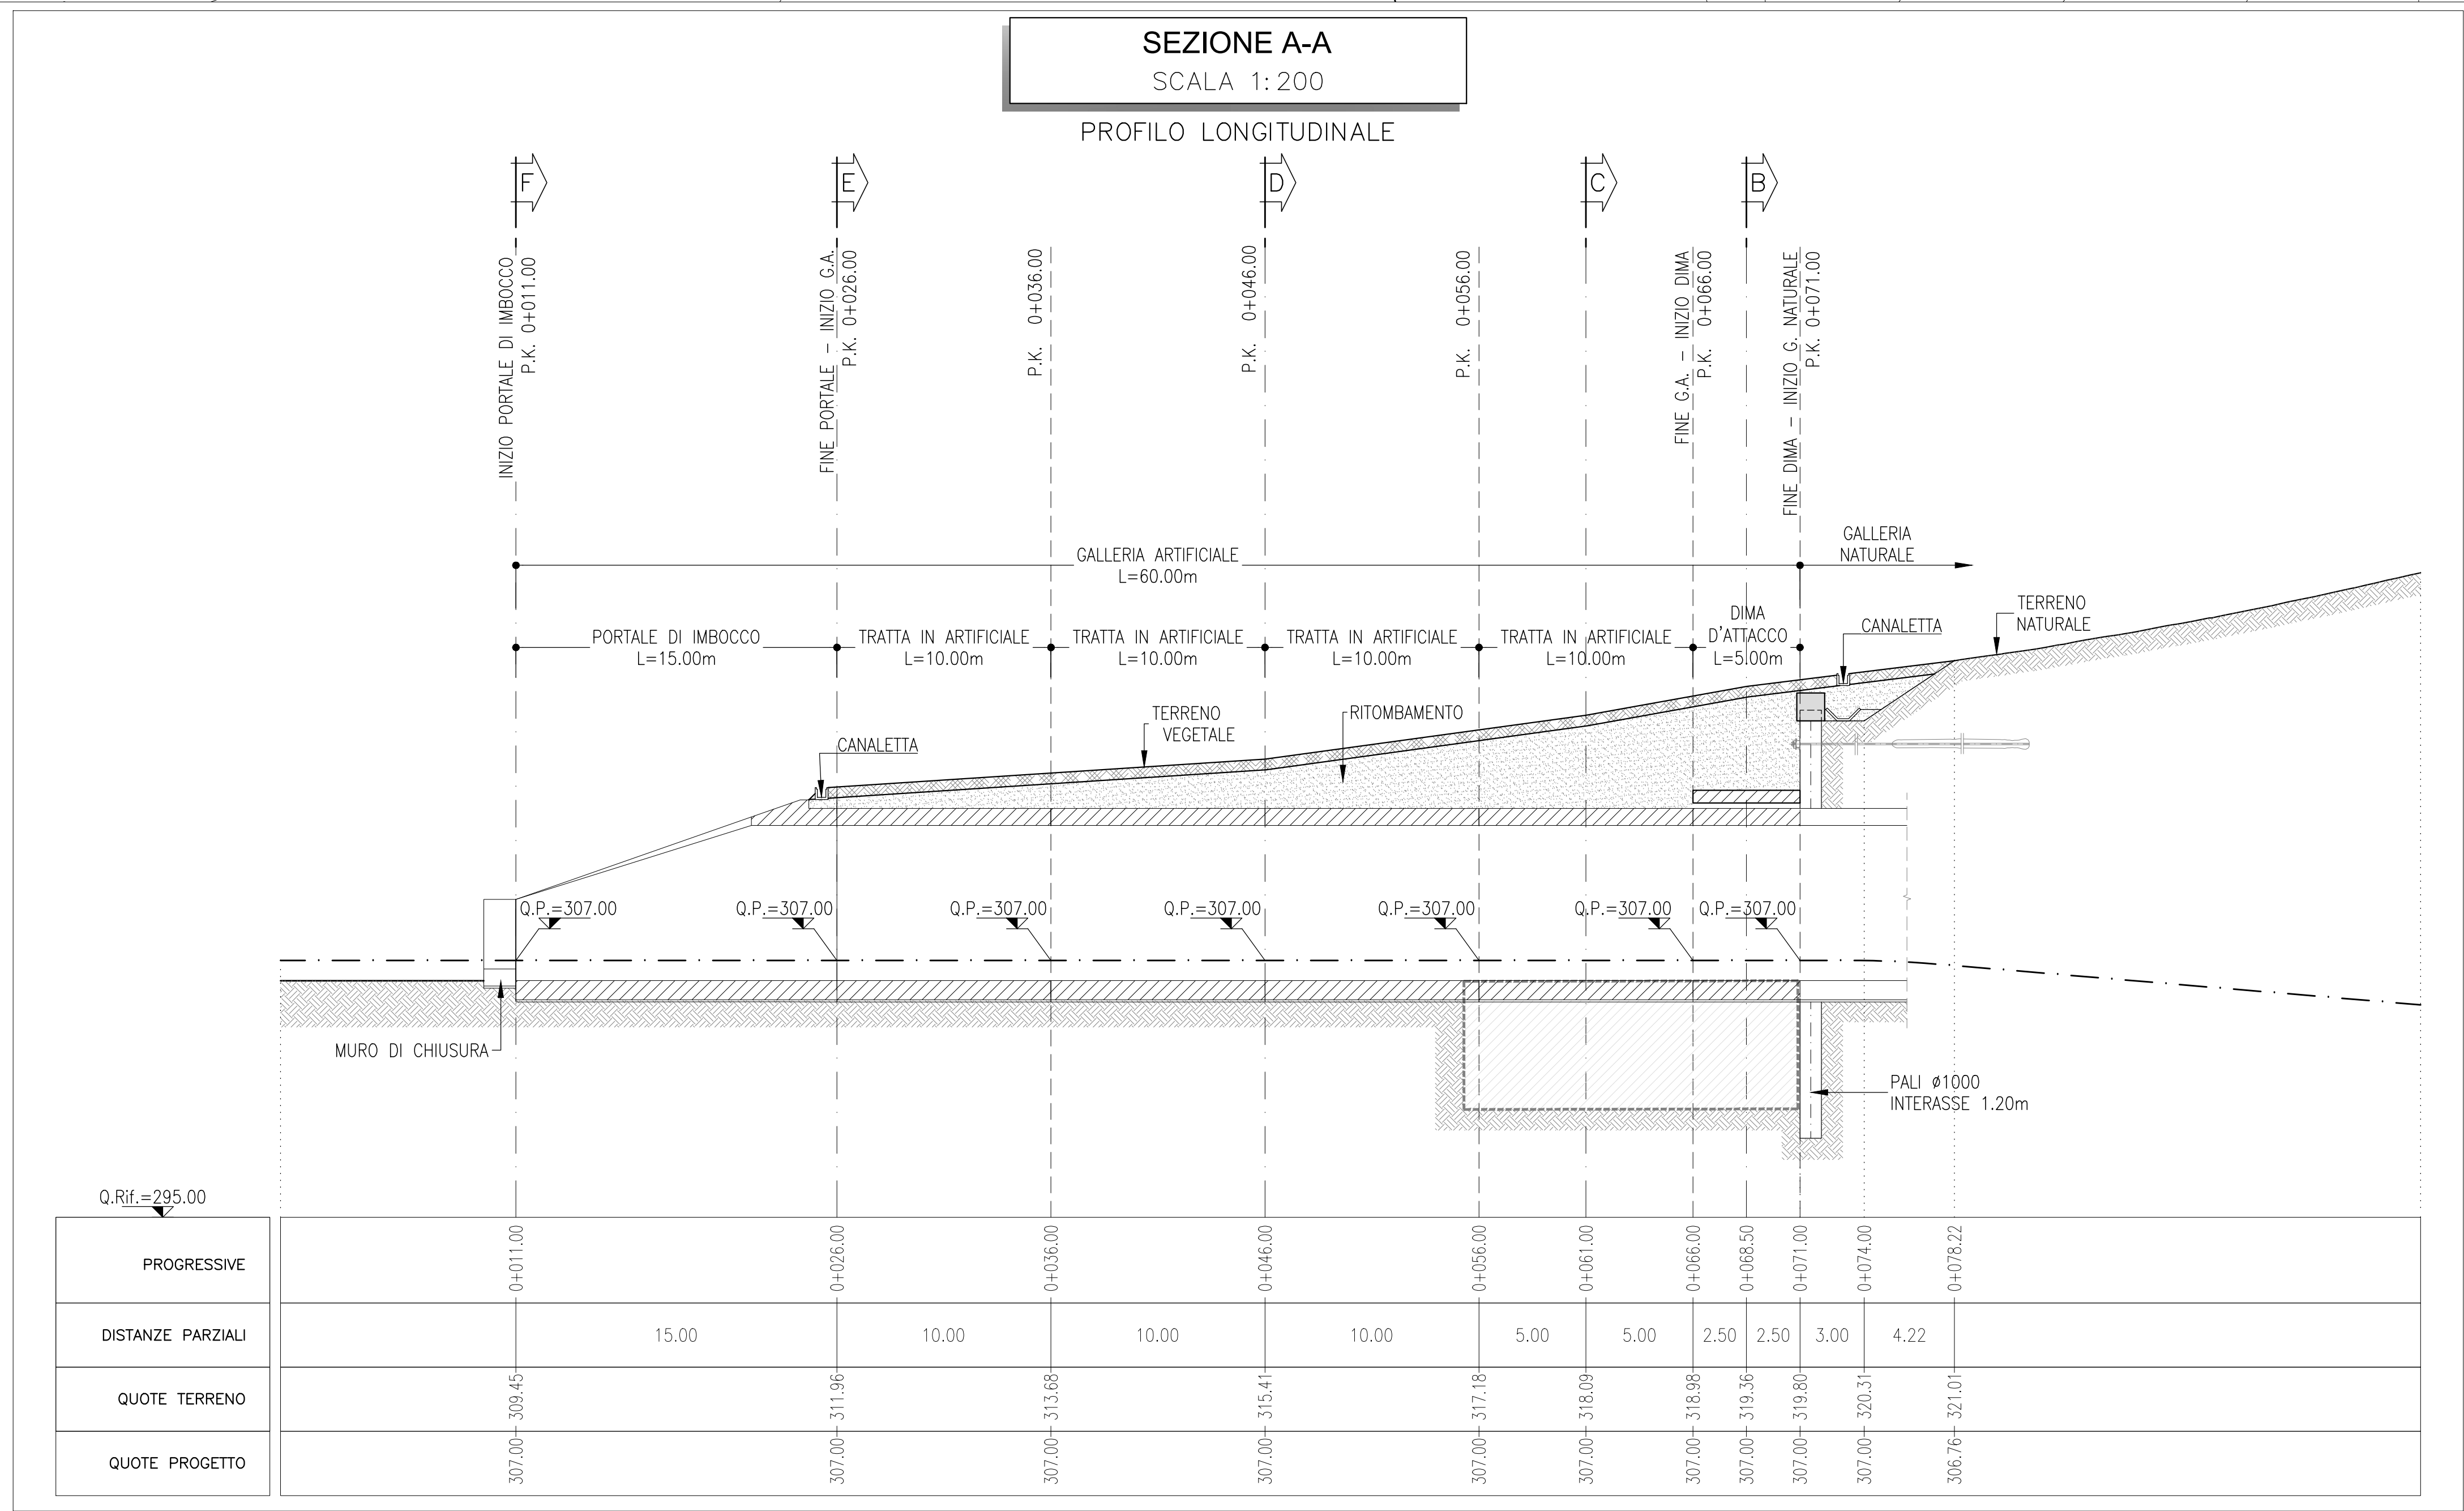 SEZIONE A-A
SCALA 1:200
PROFILO LONGITUDINALE
F
E
D
C
B
INIZIO PORTALE DI IMBOCCO
P.K. 0+011.00
FINE PORTALE - INIZIO G.A.
P.K. 0+026.00
P.K. 0+036.00
P.K. 0+046.00
P.K. 0+056.00
FINE G.A. - INIZIO DIMA
P.K. 0+066.00
FINE DIMA - INIZIO G. NATURALE
P.K. 0+071.00
GALLERIA ARTIFICIALE
L=60.00m
GALLERIA
NATURALE
PORTALE DI IMBOCCO
L=15.00m
TRATTA IN ARTIFICIALE
L=10.00m
TRATTA IN ARTIFICIALE
L=10.00m
TRATTA IN ARTIFICIALE
L=10.00m
TRATTA IN ARTIFICIALE
L=10.00m
DIMA
D'ATTACCO
L=5.00m
CANALETTA
TERRENO
NATURALE
CANALETTA
TERRENO
VEGETALE
RITOMBAMENTO
Q.P.=307.00
Q.P.=307.00
Q.P.=307.00
Q.P.=307.00
Q.P.=307.00
Q.P.=307.00
Q.P.=307.00
MURO DI CHIUSURA
PALI ø1000
INTERASSE 1.20m
Q.Rif.=295.00
PROGRESSIVE
0+011.00
0+026.00
0+036.00
0+046.00
0+056.00
0+061.00
0+066.00
0+068.50
0+071.00
0+074.00
0+078.22
DISTANZE PARZIALI
15.00
10.00
10.00
10.00
5.00
5.00
2.50
2.50
3.00
4.22
QUOTE TERRENO
309.45
311.96
313.68
315.41
317.18
318.09
318.98
319.36
319.80
320.31
321.01
QUOTE PROGETTO
307.00
307.00
307.00
307.00
307.00
307.00
307.00
307.00
307.00
307.00
306.76